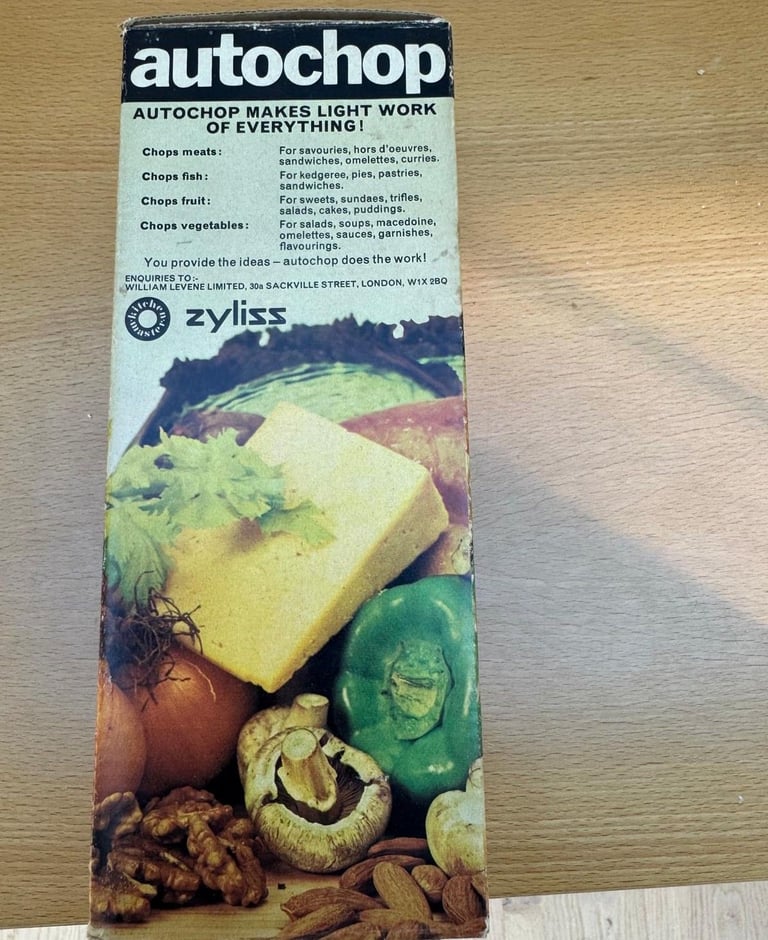 autochop
AUTOCHOP MAKES LIGHT WORK
OF EVERYTHING!
Chops meats: For savouries, hors d'oeuvres,
sandwiches, omelettes, curries.
Chops fish: For kedgeree, pies, pastries,
sandwiches.
Chops fruit: For sweets, sundaes, trifles,
salads, cakes, puddings.
Chops vegetables: For salads, soups, macedoine,
omelettes, sauces, garnishes,
flavourings.
You provide the ideas – autochop does the work!
ENQUIRIES TO:-
WILLIAM LEVENE LIMITED, 30a SACKVILLE STREET, LONDON, W1X 2BQ
kitchen master
zyliss